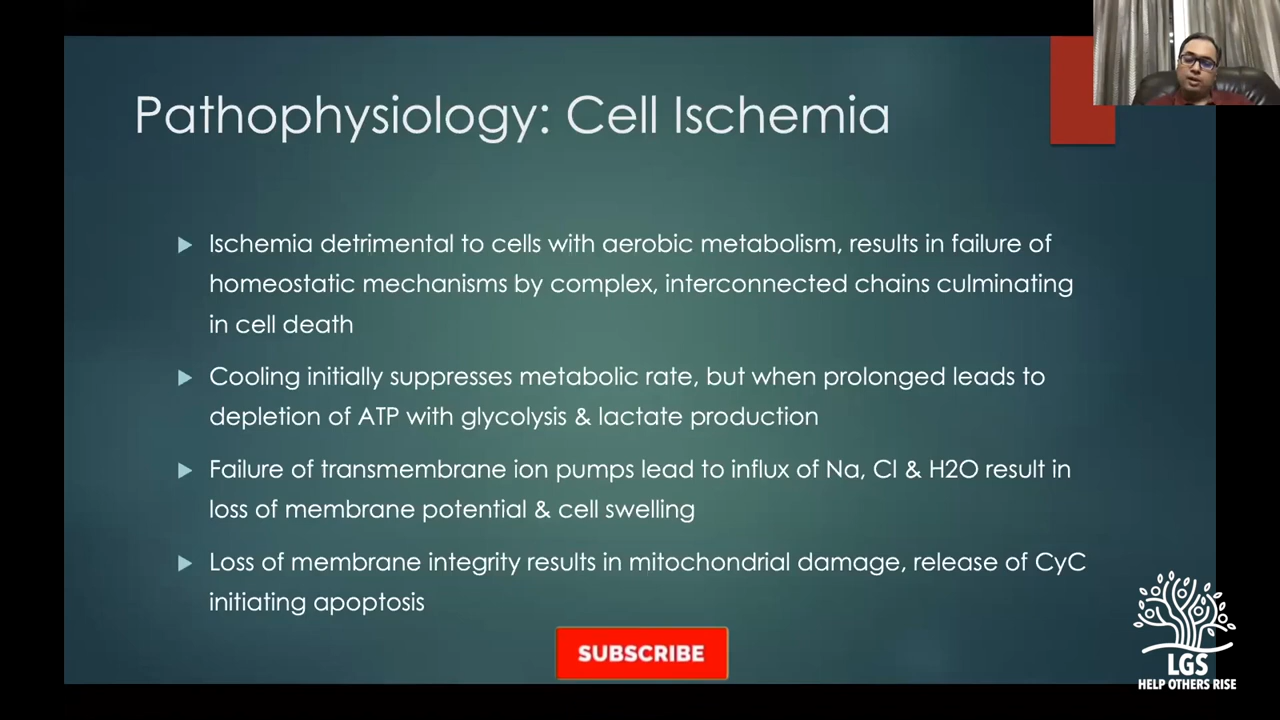 Pathophysiology: Cell Ischemia
Ischemia detrimental to cells with aerobic metabolism, results in failure of
homeostatic mechanisms by complex, interconnected chains culminating
in cell death
Cooling initially suppresses metabolic rate, but when prolonged leads to
depletion of ATP with glycolysis & lactate production
Failure of transmembrane ion pumps lead to influx of Na, Cl & H2O result in
loss of membrane potential & cell swelling
Loss of membrane integrity results in mitochondrial damage, release of CyC
initiating apoptosis
SUBSCRIBE
LGS
HELP OTHERS RISE